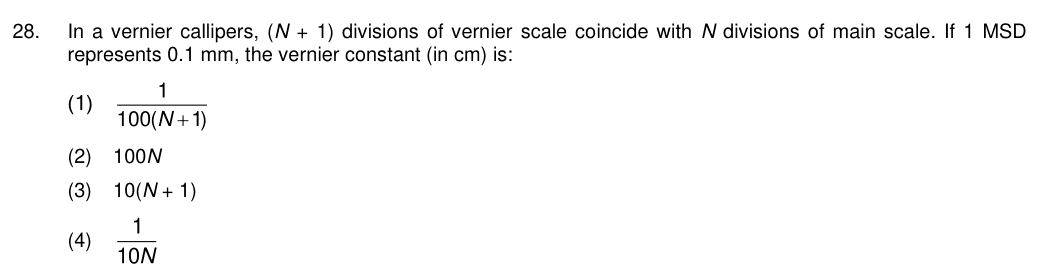 28. In a vernier callipers, (N + 1) divisions of vernier scale coincide with N divisions of main scale. If 1 MSD
represents 0.1 mm, the vernier constant (in cm) is:
(1) 1/100(N+1)
(2) 100N
(3) 10(N + 1)
(4) 1/10N